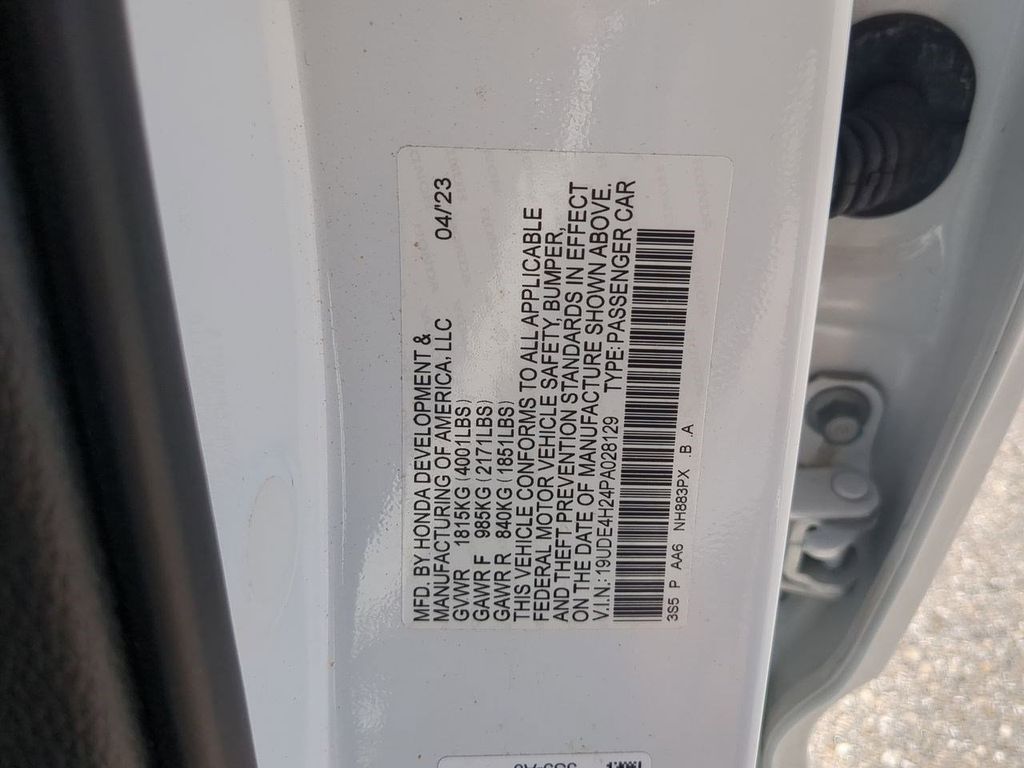 MFD. BY HONDA DEVELOPMENT &
MANUFACTURING OF AMERICA, LLC 04/'23
GVWR 1815KG (4001LBS)
GAWR F 985KG (2171LBS)
GAWR R 840KG (1851LBS)
THIS VEHICLE CONFORMS TO ALL APPLICABLE
FEDERAL MOTOR VEHICLE SAFETY, BUMPER,
AND THEFT PREVENTION STANDARDS IN EFFECT
ON THE DATE OF MANUFACTURE SHOWN ABOVE.
V.I.N.: 19UDE4H24PA028129 TYPE: PASSENGER CAR
3S5 P AA6 NH883PX .B .A